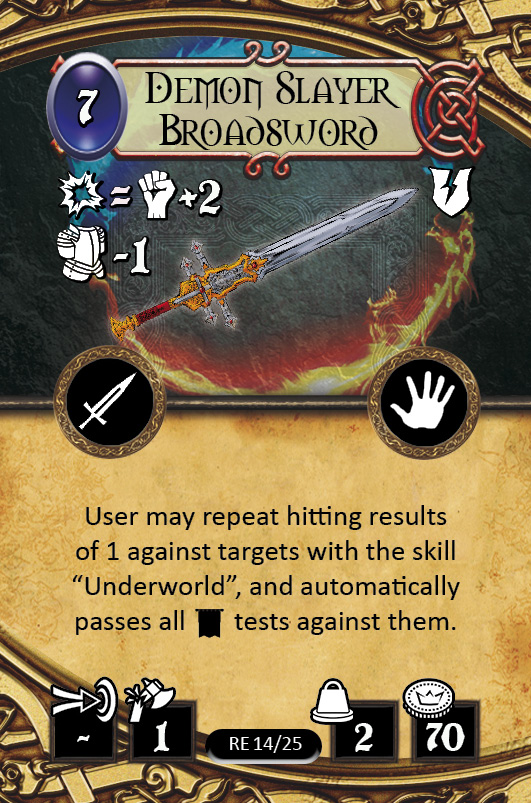 7
DEMON SLAYER
BROADSWORD
= +2
-1
User may repeat hitting results
of 1 against targets with the skill
“Underworld”, and automatically
passes all tests against them.
- 1 RE 14/25 2 70